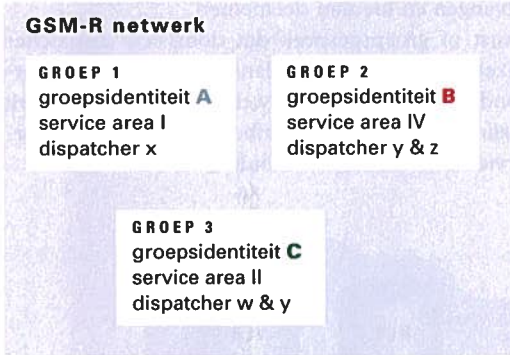 GSM-R netwerk
GROEP 1
groepsidentiteit A
service area I
dispatcher x
GROEP 2
groepsidentiteit B
service area IV
dispatcher y & z
GROEP 3
groepsidentiteit C
service area II
dispatcher w & y